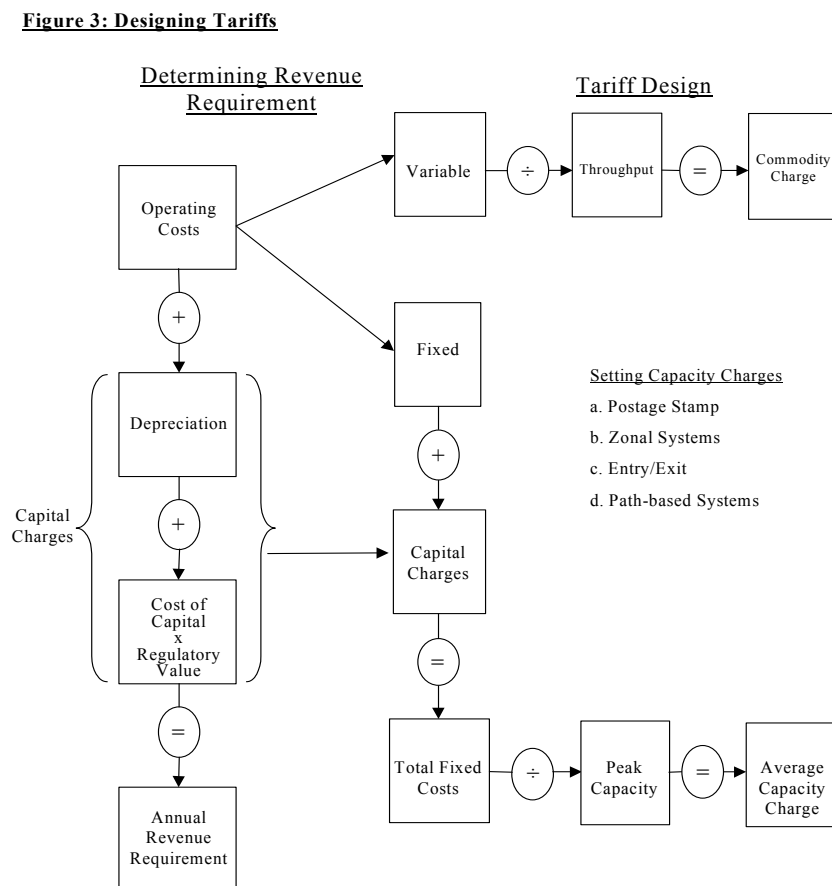 Figure 3: Designing Tariffs
Determining Revenue
Requirement
Tariff Design
Operating
Costs
+
Depreciation
+
Capital
Charges
Cost of
Capital
x
Regulatory
Value
=
Annual
Revenue
Requirement
Variable
÷
Throughput
=
Commodity
Charge
Fixed
+
Capital
Charges
=
Total Fixed
Costs
÷
Peak
Capacity
=
Average
Capacity
Charge
Setting Capacity Charges
a. Postage Stamp
b. Zonal Systems
c. Entry/Exit
d. Path-based Systems